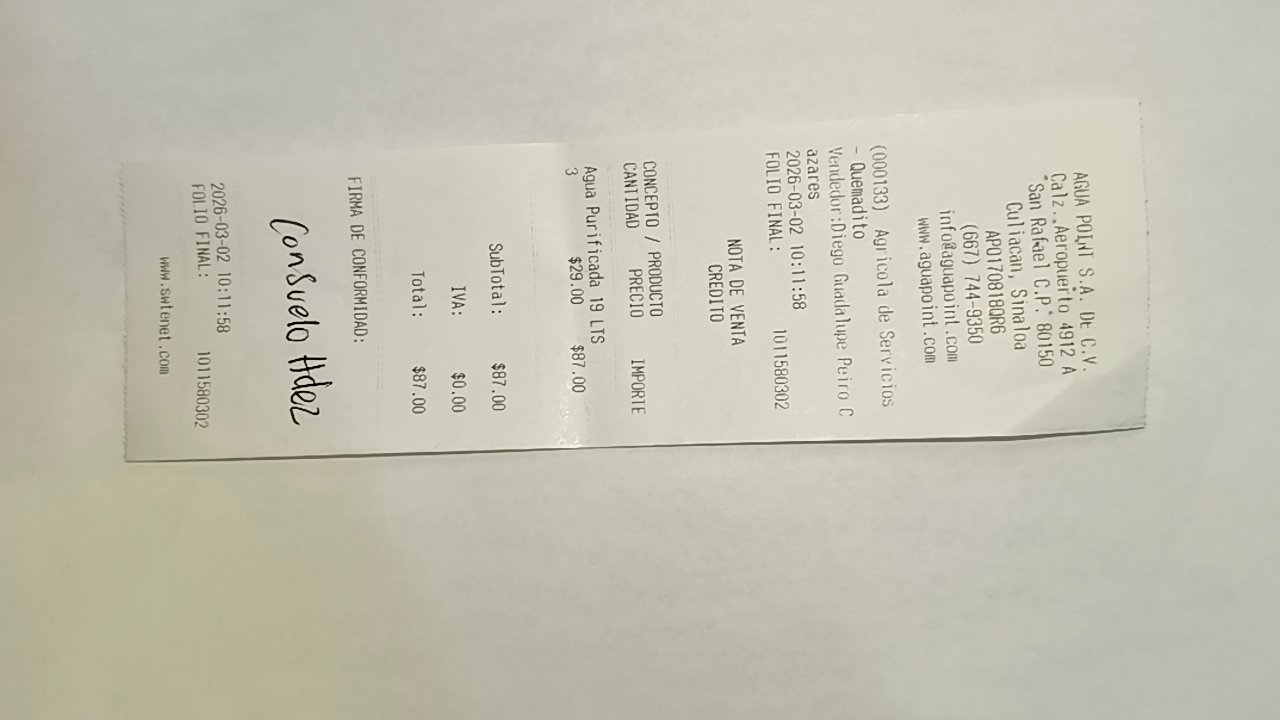 AGUA POINT S.A. DE C.V.
Calz. Aeropuerto 4912 A
San Rafael C.P. 80150
Culiacan, Sinaloa
APO170818QR6
(667) 744-9350
info@aguapoint.com
www.aguapoint.com
(000133) Agricola de Servicios
- Quemadito
Vendedor:Diego Guadalupe Peiro C
azares
2026-03-02 10:11:58
FOLIO FINAL: 1011580302
NOTA DE VENTA
CREDITO
CONCEPTO / PRODUCTO
CANTIDAD PRECIO IMPORTE
Agua Purificada 19 LTS
3 $29.00 $87.00
SubTotal: $87.00
IVA: $0.00
Total: $87.00
FIRMA DE CONFORMIDAD:
Consuelo Hdez
2026-03-02 10:11:58
FOLIO FINAL: 1011580302
www.swtenet.com